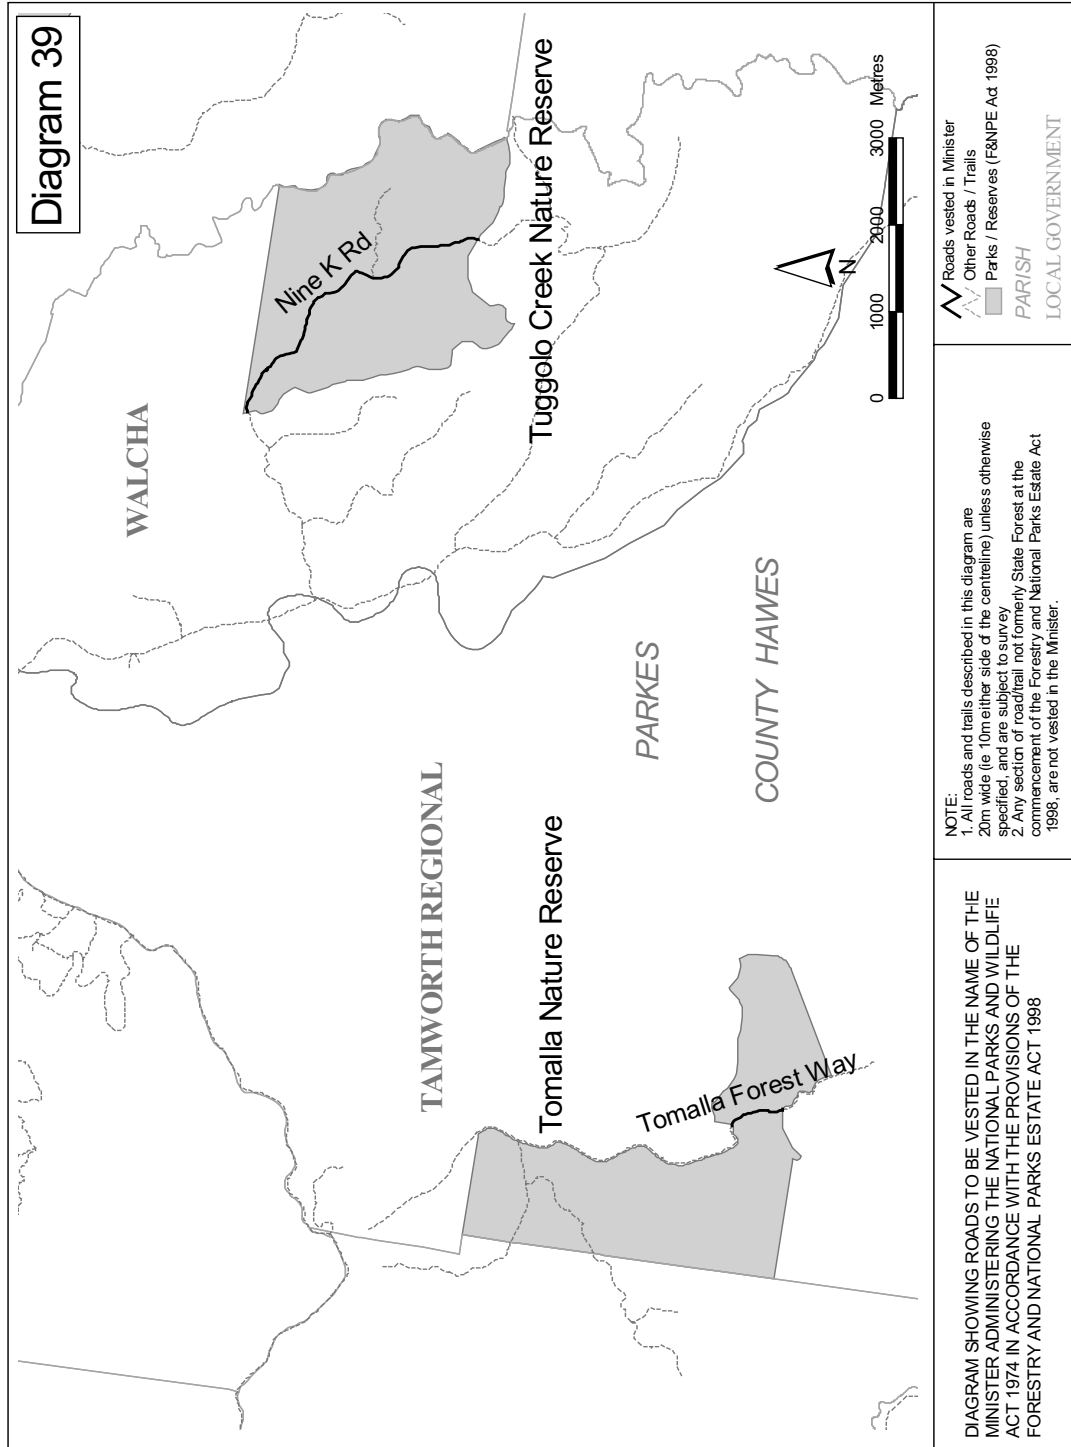 Diagram 39
WALCHA
Nine K Rd
Tuggolo Creek Nature Reserve
TAMWORTH REGIONAL
Tomalla Nature Reserve
PARKES
Tomalla Forest Way
COUNTY HAWES
N
0 1000 2000 3000 Metres
DIAGRAM SHOWING ROADS TO BE VESTED IN THE NAME OF THE
MINISTER ADMINISTERING THE NATIONAL PARKS AND WILDLIFE
ACT 1974 IN ACCORDANCE WITH THE PROVISIONS OF THE
FORESTRY AND NATIONAL PARKS ESTATE ACT 1998
NOTE:
1. All roads and trails described in this diagram are
20m wide (ie 10m either side of the centreline) unless otherwise
specified, and are subject to survey
2. Any section of road/trail not formerly State Forest at the
commencement of the Forestry and National Parks Estate Act
1998, are not vested in the Minister.
Roads vested in Minister
Other Roads / Trails
Parks / Reserves (F&NPE Act 1998)
PARISH
LOCAL GOVERNMENT